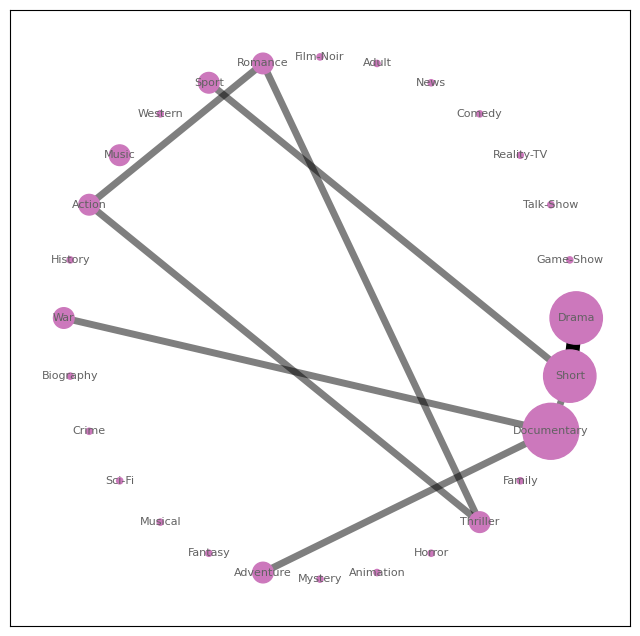 Film-Noir
Romance
Adult
Sport
News
Western
Comedy
Music
Reality-TV
Action
Talk-Show
History
Game-Show
War
Drama
Biography
Short
Crime
Documentary
Sci-Fi
Family
Musical
Thriller
Fantasy
Horror
Adventure
Animation
Mystery